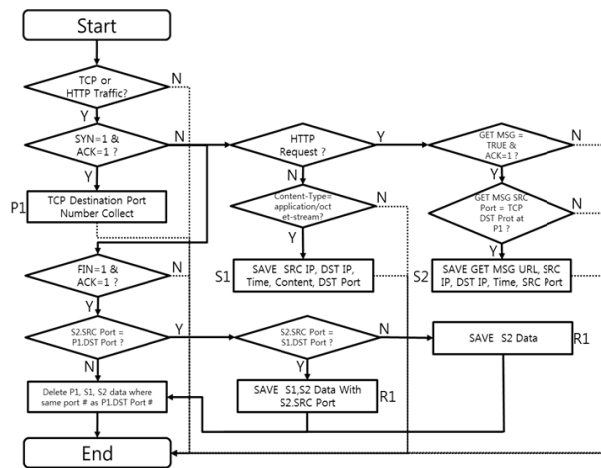 Start
TCP or
HTTP Traffic?
N
Y
SYN=1 &
ACK=1 ?
N
Y
HTTP
Request ?
Y
N
GET MSG =
TRUE &
ACK=1 ?
N
Y
P1
TCP Destination Port
Number Collect
Content-Type=
application/oct
et-stream?
N
Y
GET MSG SRC
Port = TCP
DST Prot at
P1 ?
N
Y
FIN=1 &
ACK=1 ?
N
Y
S1
SAVE SRC IP, DST IP,
Time, Content, DST Port
S2
SAVE GET MSG URL, SRC
IP, DST IP, Time, SRC Port
S2.SRC Port =
P1.DST Port ?
Y
N
S2.SRC Port =
S1.DST Port ?
N
Y
SAVE S2 Data
R1
Delete P1, S1, S2 data where
same port # as P1.DST Port #
SAVE S1,S2 Data With
S2.SRC Port
R1
End